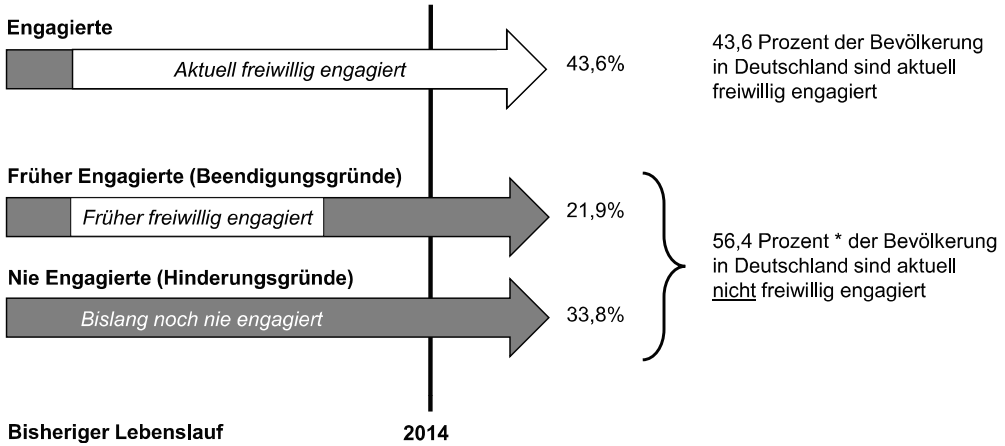 Engagierte
Aktuell freiwillig engagiert
43,6%
43,6 Prozent der Bevölkerung
in Deutschland sind aktuell
freiwillig engagiert
Früher Engagierte (Beendigungsgründe)
Früher freiwillig engagiert
21,9%
Nie Engagierte (Hinderungsgründe)
Bislang noch nie engagiert
33,8%
56,4 Prozent * der Bevölkerung
in Deutschland sind aktuell
nicht freiwillig engagiert
Bisheriger Lebenslauf
2014